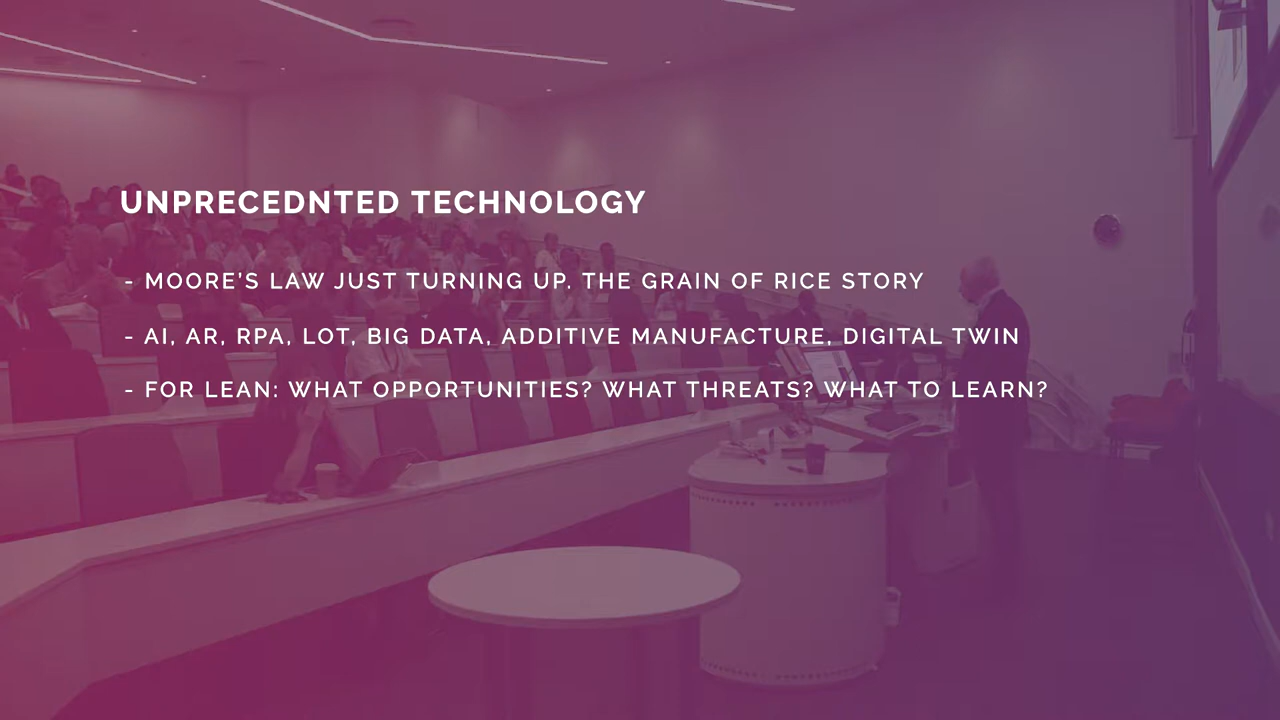 UNPRECEDNTED TECHNOLOGY
- MOORE'S LAW JUST TURNING UP. THE GRAIN OF RICE STORY
- AI, AR, RPA, LOT, BIG DATA, ADDITIVE MANUFACTURE, DIGITAL TWIN
- FOR LEAN: WHAT OPPORTUNITIES? WHAT THREATS? WHAT TO LEARN?